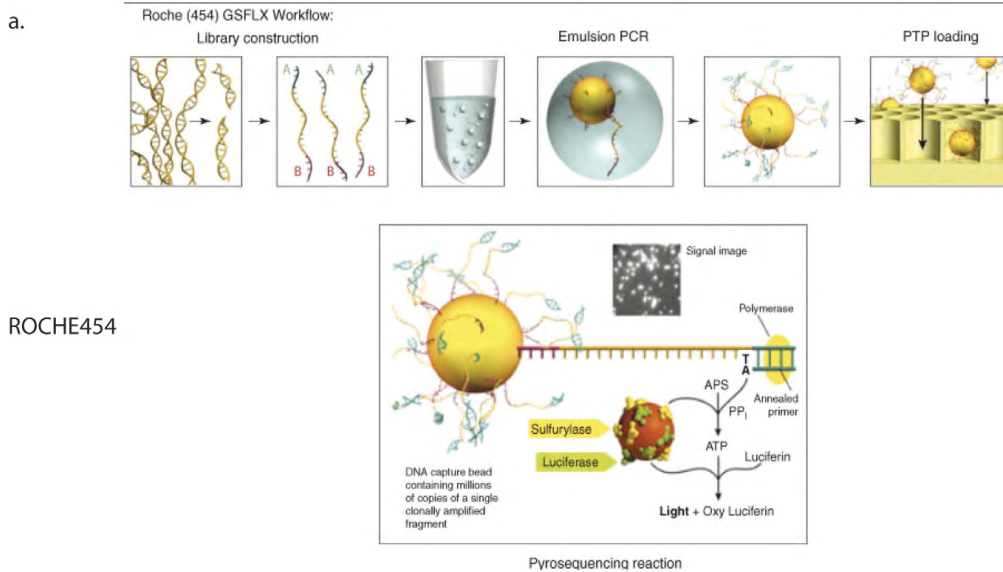 a.
Roche (454) GSFLX Workflow:
Library construction
Emulsion PCR
PTP loading
A A A
B B B
ROCHE454
Signal image
Polymerase
T
A
Annealed
primer
APS
PPI
Sulfurylase
Luciferase
ATP
Luciferin
Light + Oxy Luciferin
DNA capture bead
containing millions
of copies of a single
clonally amplified
fragment
Pyrosequencing reaction